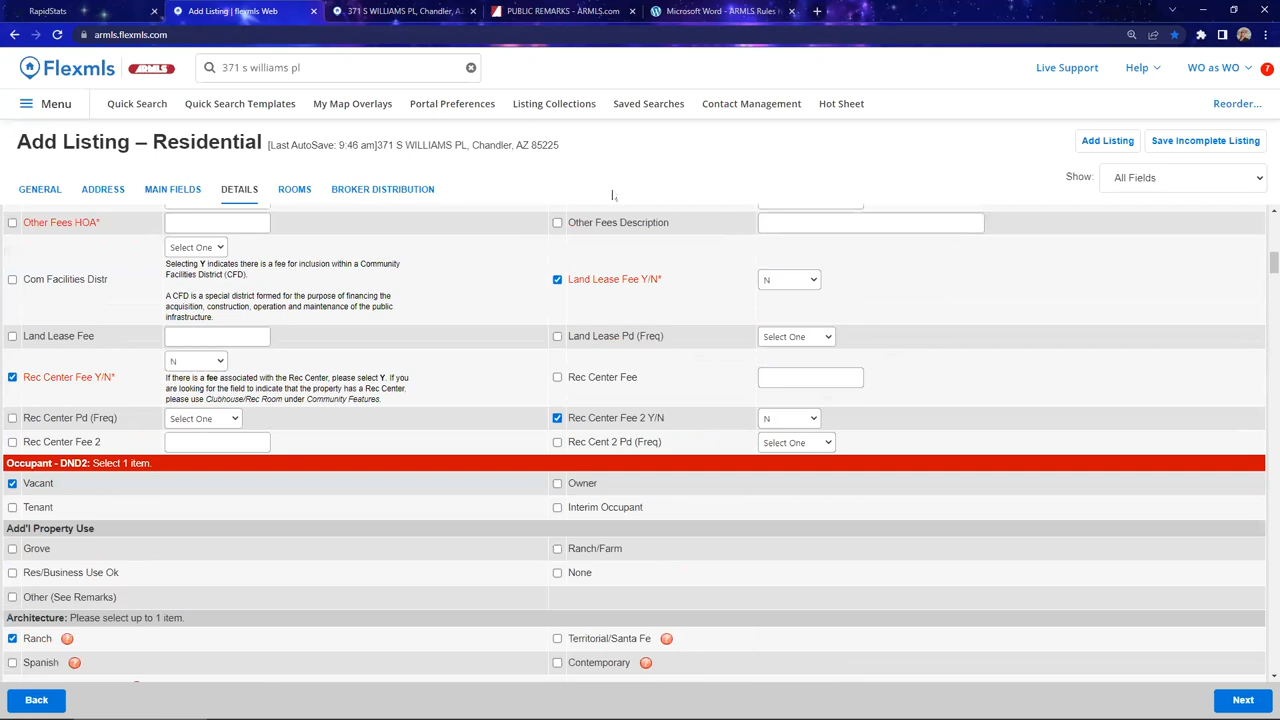 RapidStats
Add Listing | flexmls Web
371 S WILLIAMS PL, Chandler, AZ
PUBLIC REMARKS - ARMLS.com
Microsoft Word - ARMLS Rules
armls.flexmls.com
Flexmls ARMLS
371 s williams pl
Live Support Help WO as WO 7
Menu Quick Search Quick Search Templates My Map Overlays Portal Preferences Listing Collections Saved Searches Contact Management Hot Sheet Reorder...
Add Listing – Residential [Last AutoSave: 9:46 am]371 S WILLIAMS PL, Chandler, AZ 85225
Add Listing Save Incomplete Listing
Show: All Fields
GENERAL ADDRESS MAIN FIELDS DETAILS ROOMS BROKER DISTRIBUTION
Other Fees HOA* Other Fees Description
Select One
Selecting Y indicates there is a fee for inclusion within a Community
Facilities District (CFD).
Com Facilities Distr Land Lease Fee Y/N* N
A CFD is a special district formed for the purpose of financing the
acquisition, construction, operation and maintenance of the public
infrastructure.
Land Lease Fee Land Lease Pd (Freq) Select One
N
Rec Center Fee Y/N* If there is a fee associated with the Rec Center, please select Y. If you
are looking for the field to indicate that the property has a Rec Center,
please use Clubhouse/Rec Room under Community Features.
Rec Center Fee
Rec Center Pd (Freq) Select One Rec Center Fee 2 Y/N N
Rec Center Fee 2 Rec Cent 2 Pd (Freq) Select One
Occupant - DND2: Select 1 item.
Vacant Owner
Tenant Interim Occupant
Add'l Property Use
Grove Ranch/Farm
Res/Business Use Ok None
Other (See Remarks)
Architecture: Please select up to 1 item.
Ranch ? Territorial/Santa Fe ?
Spanish ? Contemporary ?
Back Next